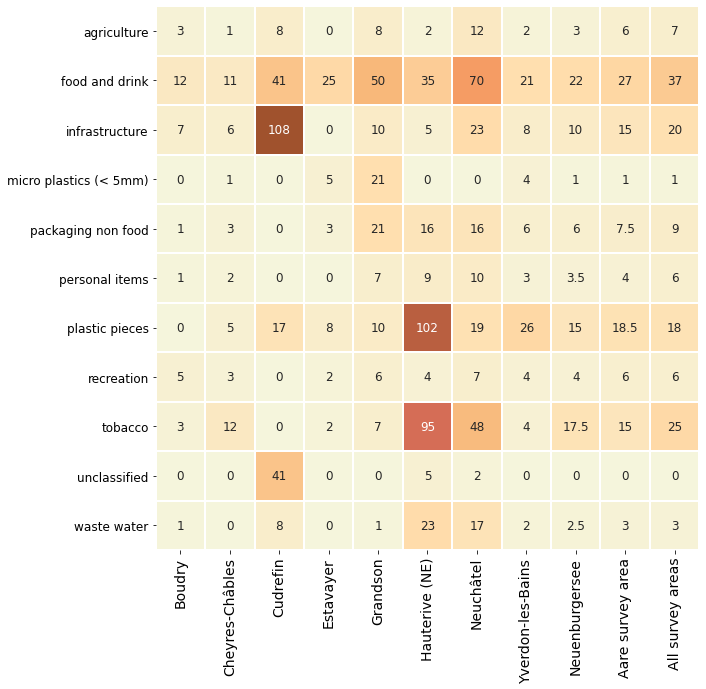 agriculture 3 1 8 0 8 2 12 2 3 6 7
food and drink 12 11 41 25 50 35 70 21 22 27 37
infrastructure 7 6 108 0 10 5 23 8 10 15 20
micro plastics (< 5mm) 0 1 0 5 21 0 0 4 1 1 1
packaging non food 1 3 0 3 21 16 16 6 6 7.5 9
personal items 1 2 0 0 7 9 10 3 3.5 4 6
plastic pieces 0 5 17 8 10 102 19 26 15 18.5 18
recreation 5 3 0 2 6 4 7 4 4 6 6
tobacco 3 12 0 2 7 95 48 4 17.5 15 25
unclassified 0 0 41 0 0 5 2 0 0 0 0
waste water 1 0 8 0 1 23 17 2 2.5 3 3
Boudry
Cheyres-Châbles
Cudrefin
Estavayer
Grandson
Hauterive (NE)
Neuchâtel
Yverdon-les-Bains
Neuenburgersee
Aare survey area
All survey areas